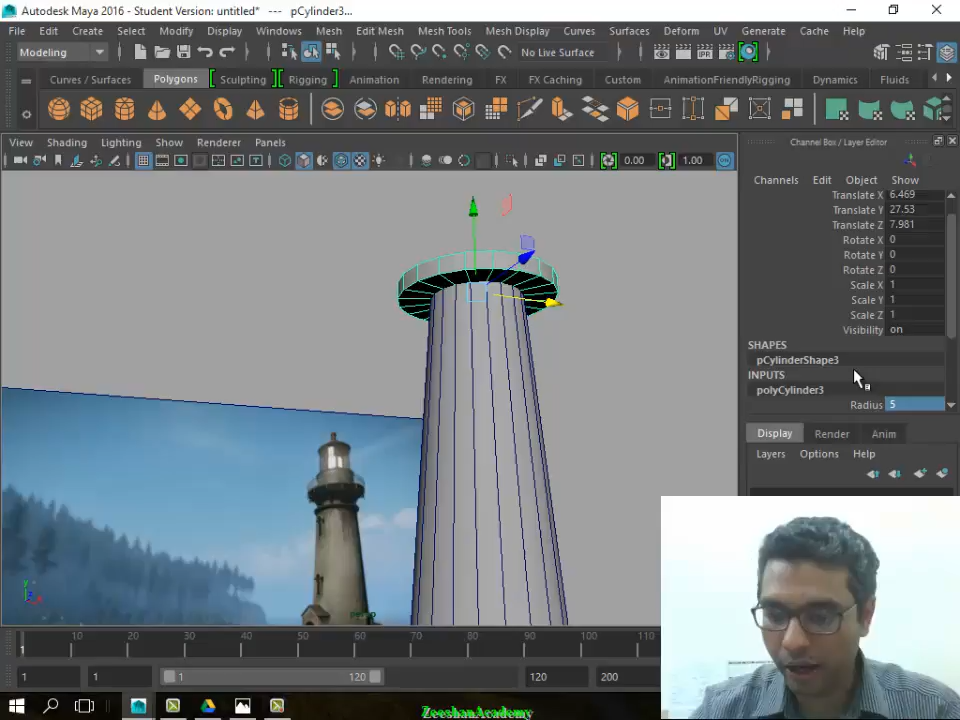 Autodesk Maya 2016 - Student Version: untitled*   ---   pCylinder3...
File Edit Create Select Modify Display Windows Mesh Edit Mesh Mesh Tools Mesh Display Curves Surfaces Deform UV Generate Cache Help
Modeling No Live Surface
Curves / Surfaces Polygons Sculpting Rigging Animation Rendering FX FX Caching Custom AnimationFriendlyRigging Dynamics Fluids
View Shading Lighting Show Renderer Panels
Channel Box / Layer Editor
0.00 1.00
Channels Edit Object Show
Translate X 6.469
Translate Y 27.53
Translate Z 7.981
Rotate X 0
Rotate Y 0
Rotate Z 0
Scale X 1
Scale Y 1
Scale Z 1
Visibility on
SHAPES
pCylinderShape3
INPUTS
polyCylinder3
Radius 5
Display Render Anim
Layers Options Help
persp
10 20 30 40 50 60 70 80 90 100 110
1
1 1 1 120 120 200
ZeeshanAcademy